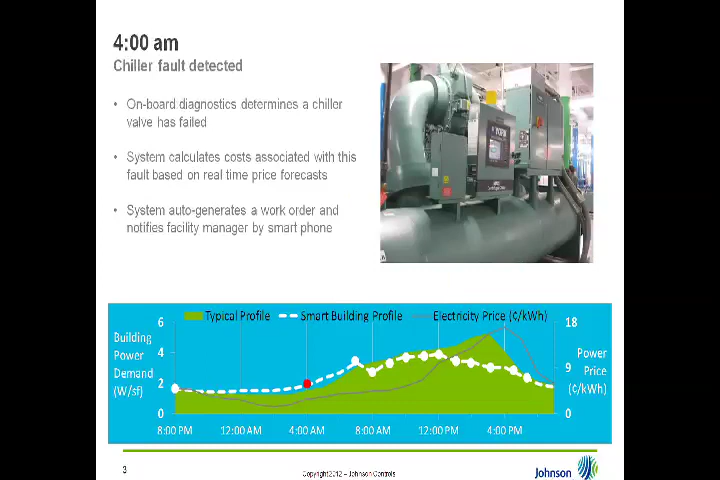 4:00 am
Chiller fault detected
• On-board diagnostics determines a chiller
valve has failed
• System calculates costs associated with this
fault based on real time price forecasts
• System auto-generates a work order and
notifies facility manager by smart phone
YORK
Typical Profile Smart Building Profile Electricity Price (¢/kWh)
Building
Power
Demand
(W/sf)
6
4
2
0
18
9
0
Power
Price
(¢/kWh)
8:00 PM 12:00 AM 4:00 AM 8:00 AM 12:00 PM 4:00 PM
3
Copyright 2012 – Johnson Controls
Johnson